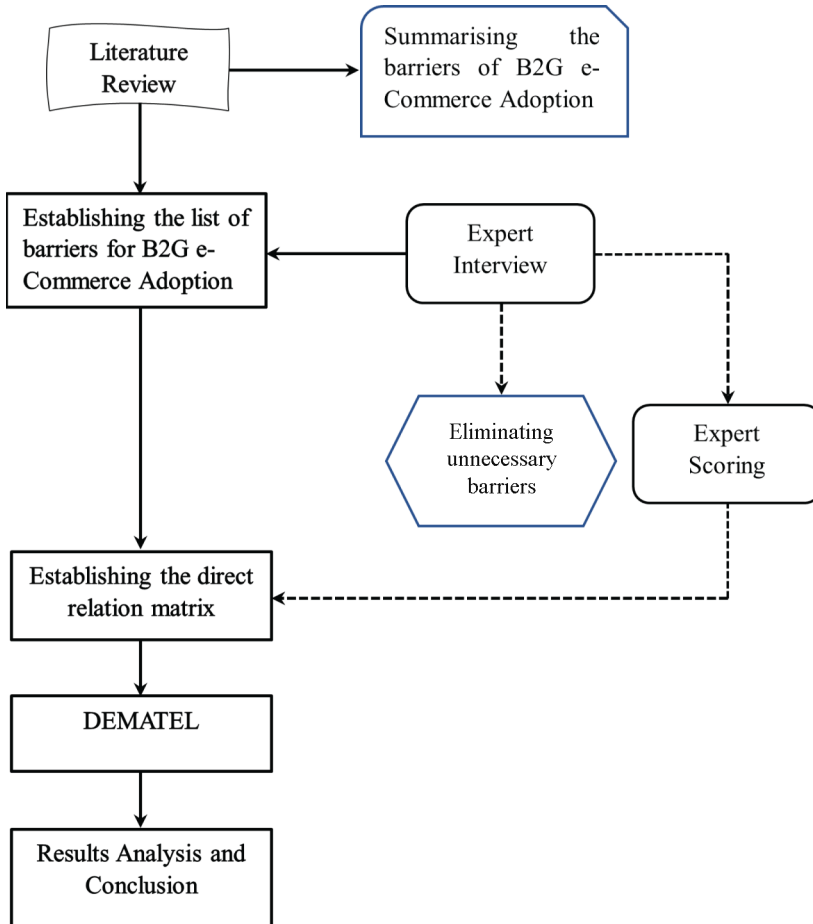 Literature
Review
Summarising the
barriers of B2G e-
Commerce Adoption
Establishing the list of
barriers for B2G e-
Commerce Adoption
Expert
Interview
Eliminating
unnecessary
barriers
Expert
Scoring
Establishing the direct
relation matrix
DEMATEL
Results Analysis and
Conclusion